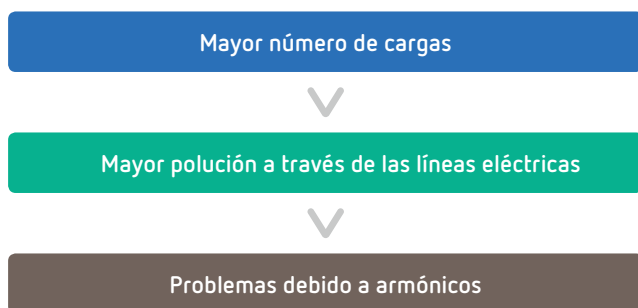 Mayor número de cargas
Mayor polución a través de las líneas eléctricas
Problemas debido a armónicos